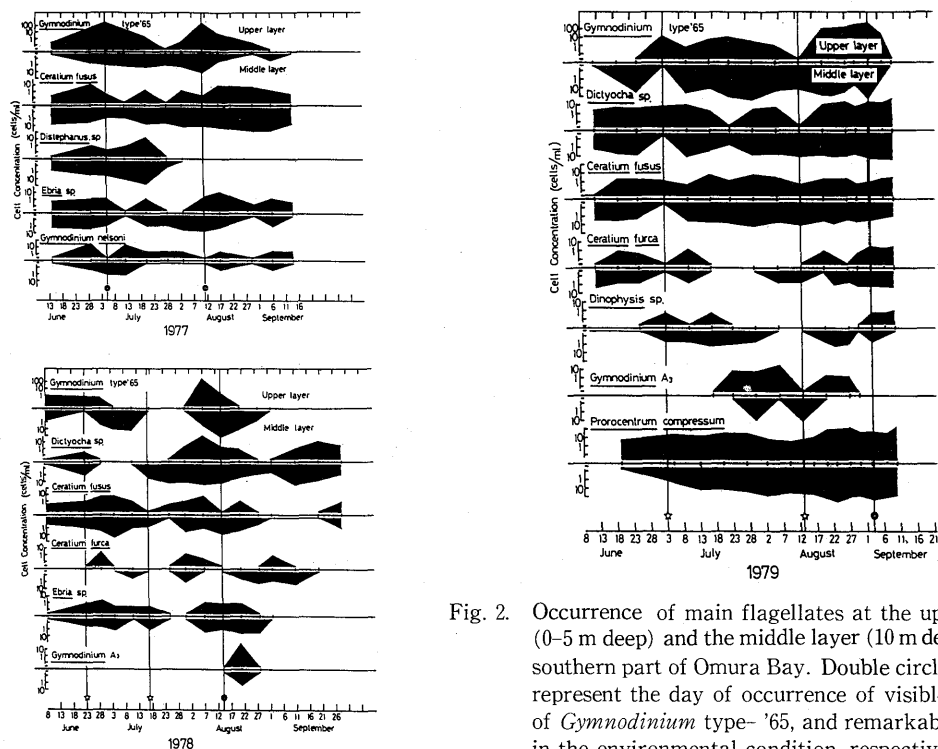 Gymnodinium type'65
Upper layer
Middle layer
Ceratium fusus
Distephanus sp
Ebria sp
Gymnodinium nelsoni
Cell Concentration (cells/ml)
13 18 23 28 3 8 13 18 23 28 2 7 12 17 22 27 1 6 11 16
June July August September
1977
Gymnodinium type'65
Upper layer
Middle layer
Dictyocha sp
Ceratium fusus
Ceratium furca
Ebria sp
Gymnodinium A3
Cell Concentration (cells/ml)
8 13 18 23 28 3 8 13 18 23 28 2 7 12 17 22 27 1 6 11 16 21 26
June July August September
1978
Gymnodinium type'65
Upper layer
Middle layer
Dictyocha sp.
Ceratium fusus
Ceratium furca
Dinophysis sp.
Gymnodinium A3
Prorocentrum compressum
Cell Concentration (cells/ml)
8 13 18 23 28 3 8 13 18 23 28 2 7 12 17 22 27 1 6 11 16 21
June July August September
1979
Fig. 2. Occurrence of main flagellates at the up
(0–5 m deep) and the middle layer (10 m de
southern part of Omura Bay. Double circl
represent the day of occurrence of visibl
of Gymnodinium type- '65, and remarkab
in the environmental condition, respectiv